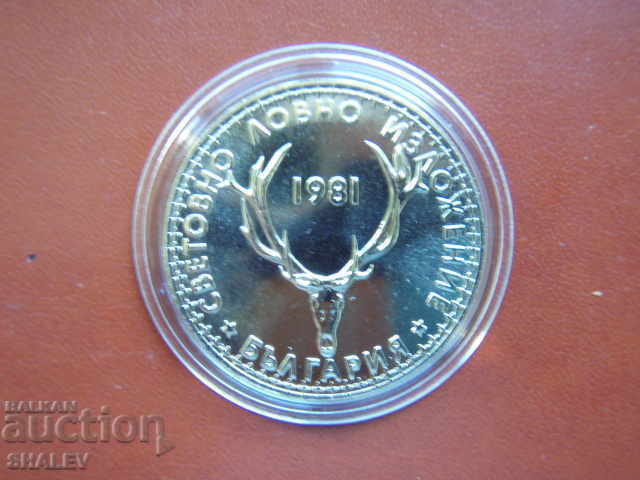 СВЕТОВНО ЛОВНО ИЗЛОЖЕНИЕ
1981
БЪЛГАРИЯ
BALKAN
auction
SHALEV